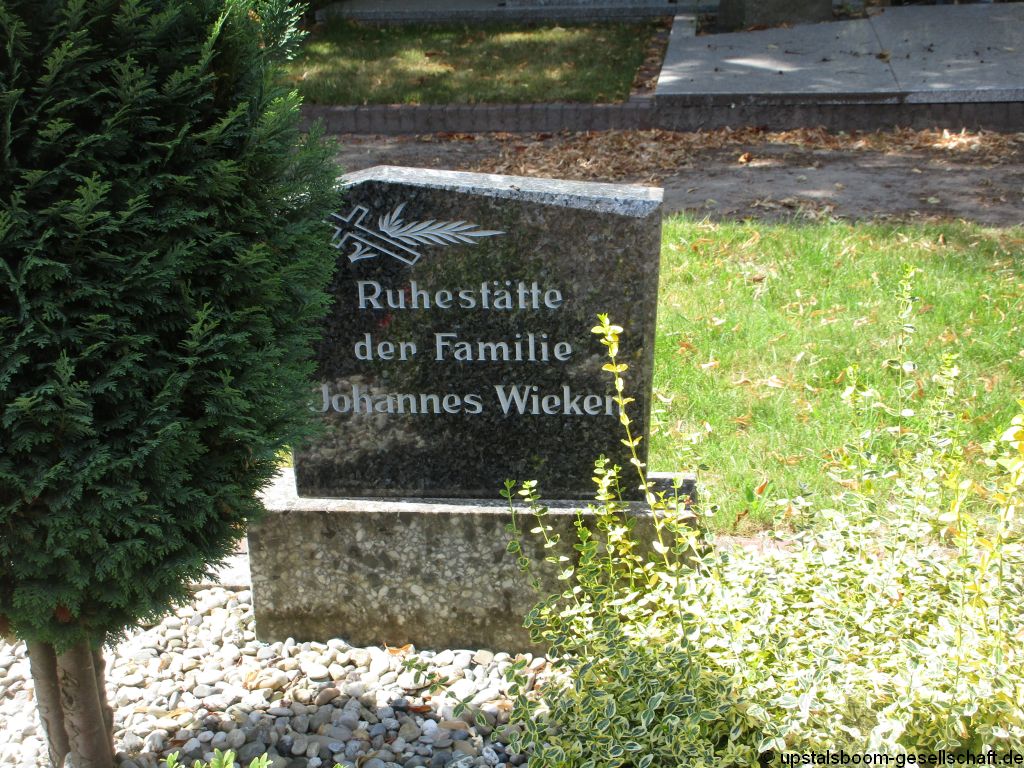 Ruhestätte
der Familie
Johannes Wieken
upstalsboom-gesellschaft.de